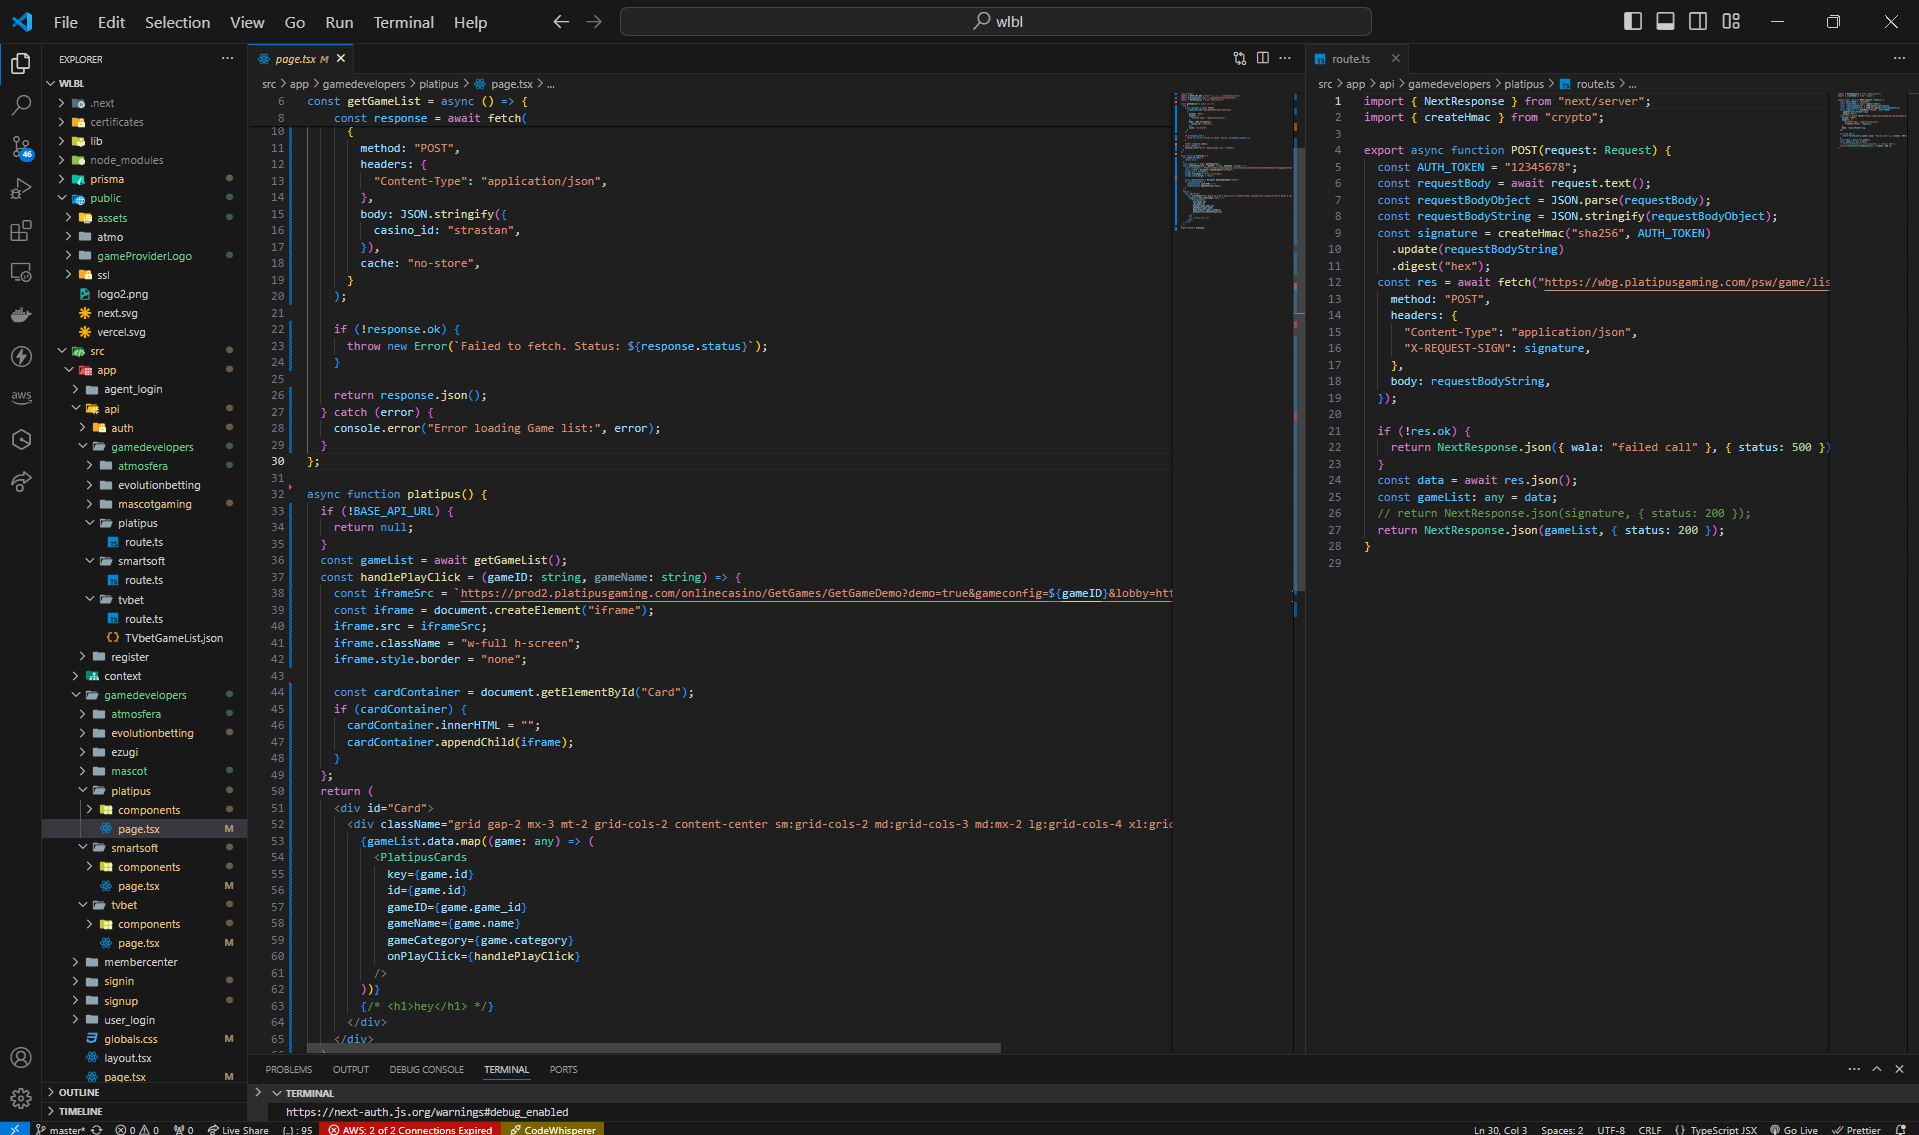 File Edit Selection View Go Run Terminal Help
wlbl
EXPLORER
WLBL
.next
certificates
lib
node_modules
prisma
public
assets
atmo
gameProviderLogo
ssl
logo2.png
next.svg
vercel.svg
src
app
agent_login
api
auth
gamedevelopers
atmosfera
evolutionbetting
mascotgaming
platipus
route.ts
smartsoft
route.ts
tvbet
route.ts
TVbetGameList.json
register
context
gamedevelopers
atmosfera
evolutionbetting
ezugi
mascot
platipus
components
page.tsx M
smartsoft
components
page.tsx M
tvbet
components
page.tsx M
membercenter
signin
signup
user_login
globals.css M
layout.tsx
page.tsx M
OUTLINE
TIMELINE
46
aws
page.tsx M
src > app > gamedevelopers > platipus > page.tsx > ...
6 const getGameList = async () => {
8 const response = await fetch(
10 {
11 method: "POST",
12 headers: {
13 "Content-Type": "application/json",
14 },
15 body: JSON.stringify({
16 casino_id: "strastan",
17 }),
18 cache: "no-store",
19 }
20 );
21
22 if (!response.ok) {
23 throw new Error(`Failed to fetch. Status: ${response.status}`);
24 }
25
26 return response.json();
27 } catch (error) {
28 console.error("Error loading Game list:", error);
29 }
30 };
31
32 async function platipus() {
33 if (!BASE_API_URL) {
34 return null;
35 }
36 const gameList = await getGameList();
37 const handlePlayClick = (gameID: string, gameName: string) => {
38 const iframeSrc = `https://prod2.platipusgaming.com/onlinecasino/GetGames/GetGameDemo?demo=true&gameconfig=${gameID}&lobby=htt
39 const iframe = document.createElement("iframe");
40 iframe.src = iframeSrc;
41 iframe.className = "w-full h-screen";
42 iframe.style.border = "none";
43
44 const cardContainer = document.getElementById("Card");
45 if (cardContainer) {
46 cardContainer.innerHTML = "";
47 cardContainer.appendChild(iframe);
48 }
49 };
50 return (
51 <div id="Card">
52 <div className="grid gap-2 mx-3 mt-2 grid-cols-2 content-center sm:grid-cols-2 md:grid-cols-3 md:mx-2 lg:grid-cols-4 xl:grid
53 {gameList.data.map((game: any) => (
54 <PlatipusCards
55 key={game.id}
56 id={game.id}
57 gameID={game.game_id}
58 gameName={game.name}
59 gameCategory={game.category}
60 onPlayClick={handlePlayClick}
61 />
62 ))}
63 {/* <h1>hey</h1> */}
64 </div>
65 </div>
route.ts
src > app > api > gamedevelopers > platipus > route.ts > ...
1 import { NextResponse } from "next/server";
2 import { createHmac } from "crypto";
3
4 export async function POST(request: Request) {
5 const AUTH_TOKEN = "12345678";
6 const requestBody = await request.text();
7 const requestBodyObject = JSON.parse(requestBody);
8 const requestBodyString = JSON.stringify(requestBodyObject);
9 const signature = createHmac("sha256", AUTH_TOKEN)
10 .update(requestBodyString)
11 .digest("hex");
12 const res = await fetch("https://wbg.platipusgaming.com/psw/game/lis
13 method: "POST",
14 headers: {
15 "Content-Type": "application/json",
16 "X-REQUEST-SIGN": signature,
17 },
18 body: requestBodyString,
19 });
20
21 if (!res.ok) {
22 return NextResponse.json({ wala: "failed call" }, { status: 500 })
23 }
24 const data = await res.json();
25 const gameList: any = data;
26 // return NextResponse.json(signature, { status: 200 });
27 return NextResponse.json(gameList, { status: 200 });
28 }
29
PROBLEMS OUTPUT DEBUG CONSOLE TERMINAL PORTS
TERMINAL
https://next-auth.js.org/warnings#debug_enabled
master* 0 0 0 Live Share {..} : 95 AWS: 2 of 2 Connections Expired CodeWhisperer Ln 30, Col 3 Spaces: 2 UTF-8 CRLF {} TypeScript JSX Go Live Prettier